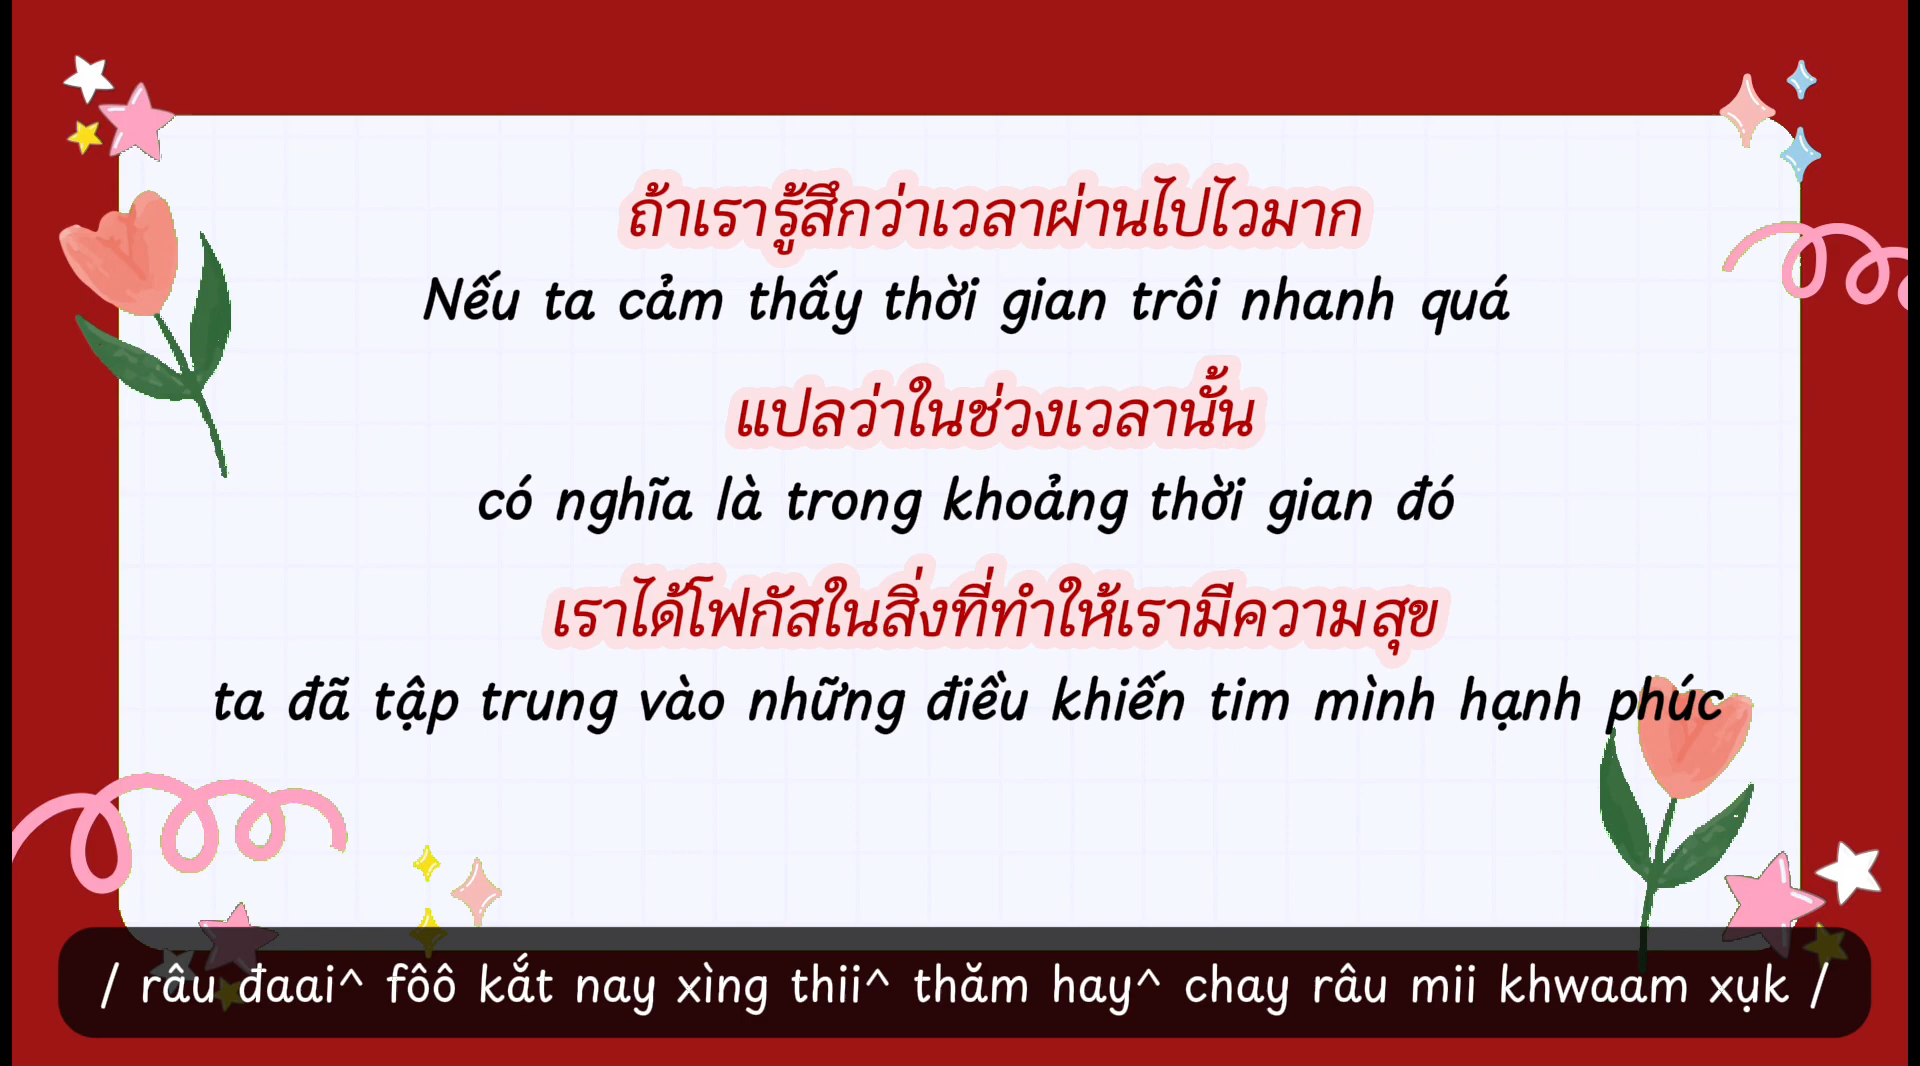 ถ้าเรารู้สึกว่าเวลาผ่านไปไวมาก
Nếu ta cảm thấy thời gian trôi nhanh quá
แปลว่าในช่วงเวลานั้น
có nghĩa là trong khoảng thời gian đó
เราได้โฟกัสในสิ่งที่ทำให้เรามีความสุข
ta đã tập trung vào những điều khiến tim mình hạnh phúc
/ râu đaai^ fôô kắt nay xìng thii^ thăm hay^ chay râu mii khwaam xụk /